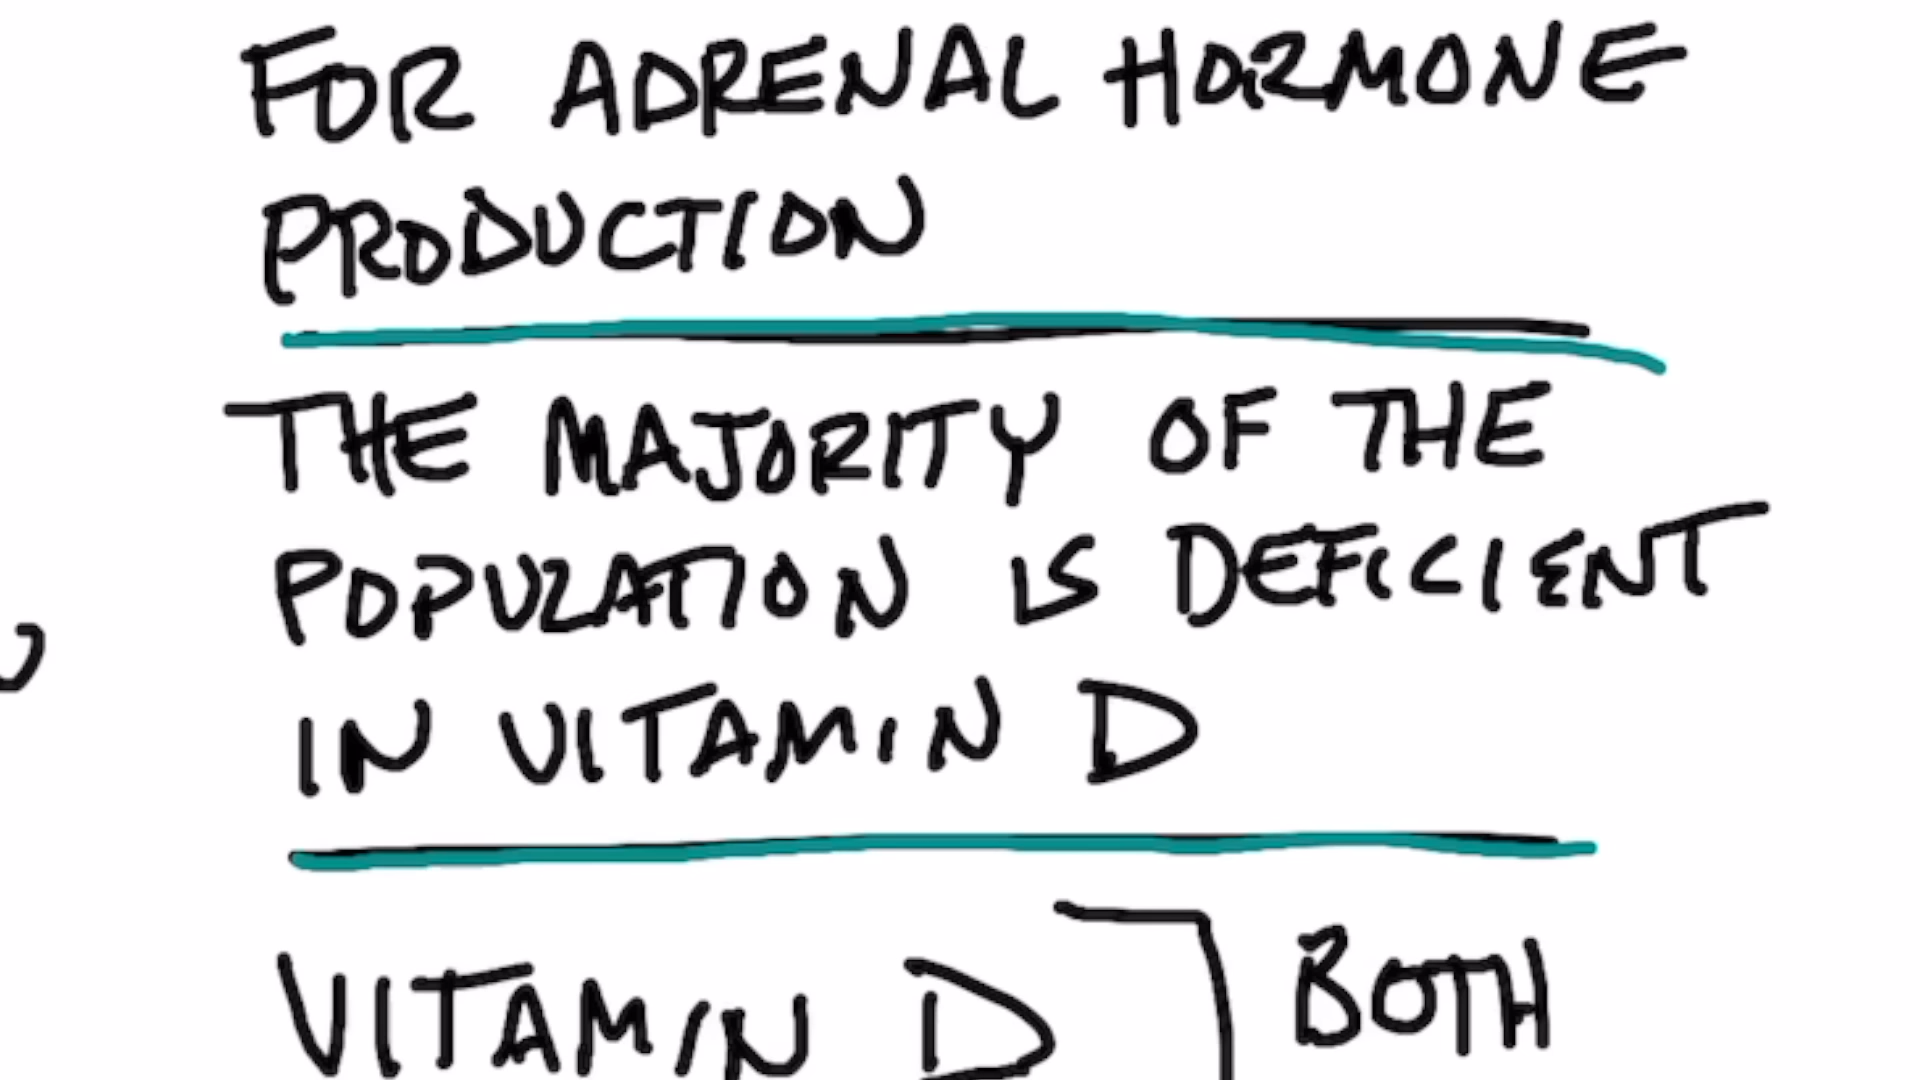 FOR ADRENAL HORMONE
PRODUCTION
THE MAJORITY OF THE
POPULATION IS DEFICIENT
IN VITAMIN D
VITAMIN D BOTH